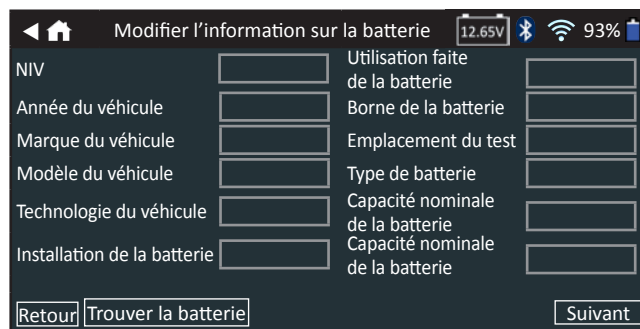 Modifier l'information sur la batterie 12.65V 93%
NIV
Année du véhicule
Marque du véhicule
Modèle du véhicule
Technologie du véhicule
Installation de la batterie
Utilisation faite
de la batterie
Borne de la batterie
Emplacement du test
Type de batterie
Capacité nominale
de la batterie
Capacité nominale
de la batterie
Retour Trouver la batterie Suivant